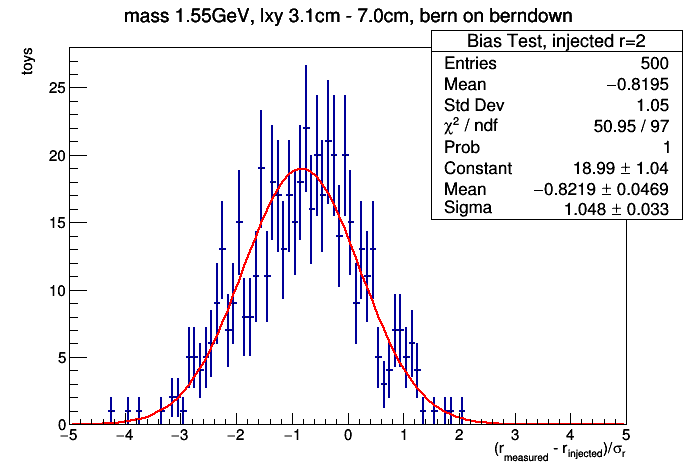 mass 1.55GeV, lxy 3.1cm - 7.0cm, bern on berndown
toys
Bias Test, injected r=2
Entries 500
Mean −0.8195
Std Dev 1.05
χ² / ndf 50.95 / 97
Prob 1
Constant 18.99 ± 1.04
Mean −0.8219 ± 0.0469
Sigma 1.048 ± 0.033
25
20
15
10
5
0
−5 −4 −3 −2 −1 0 1 2 3 4 5
(r_measured - r_injected)/σ_r